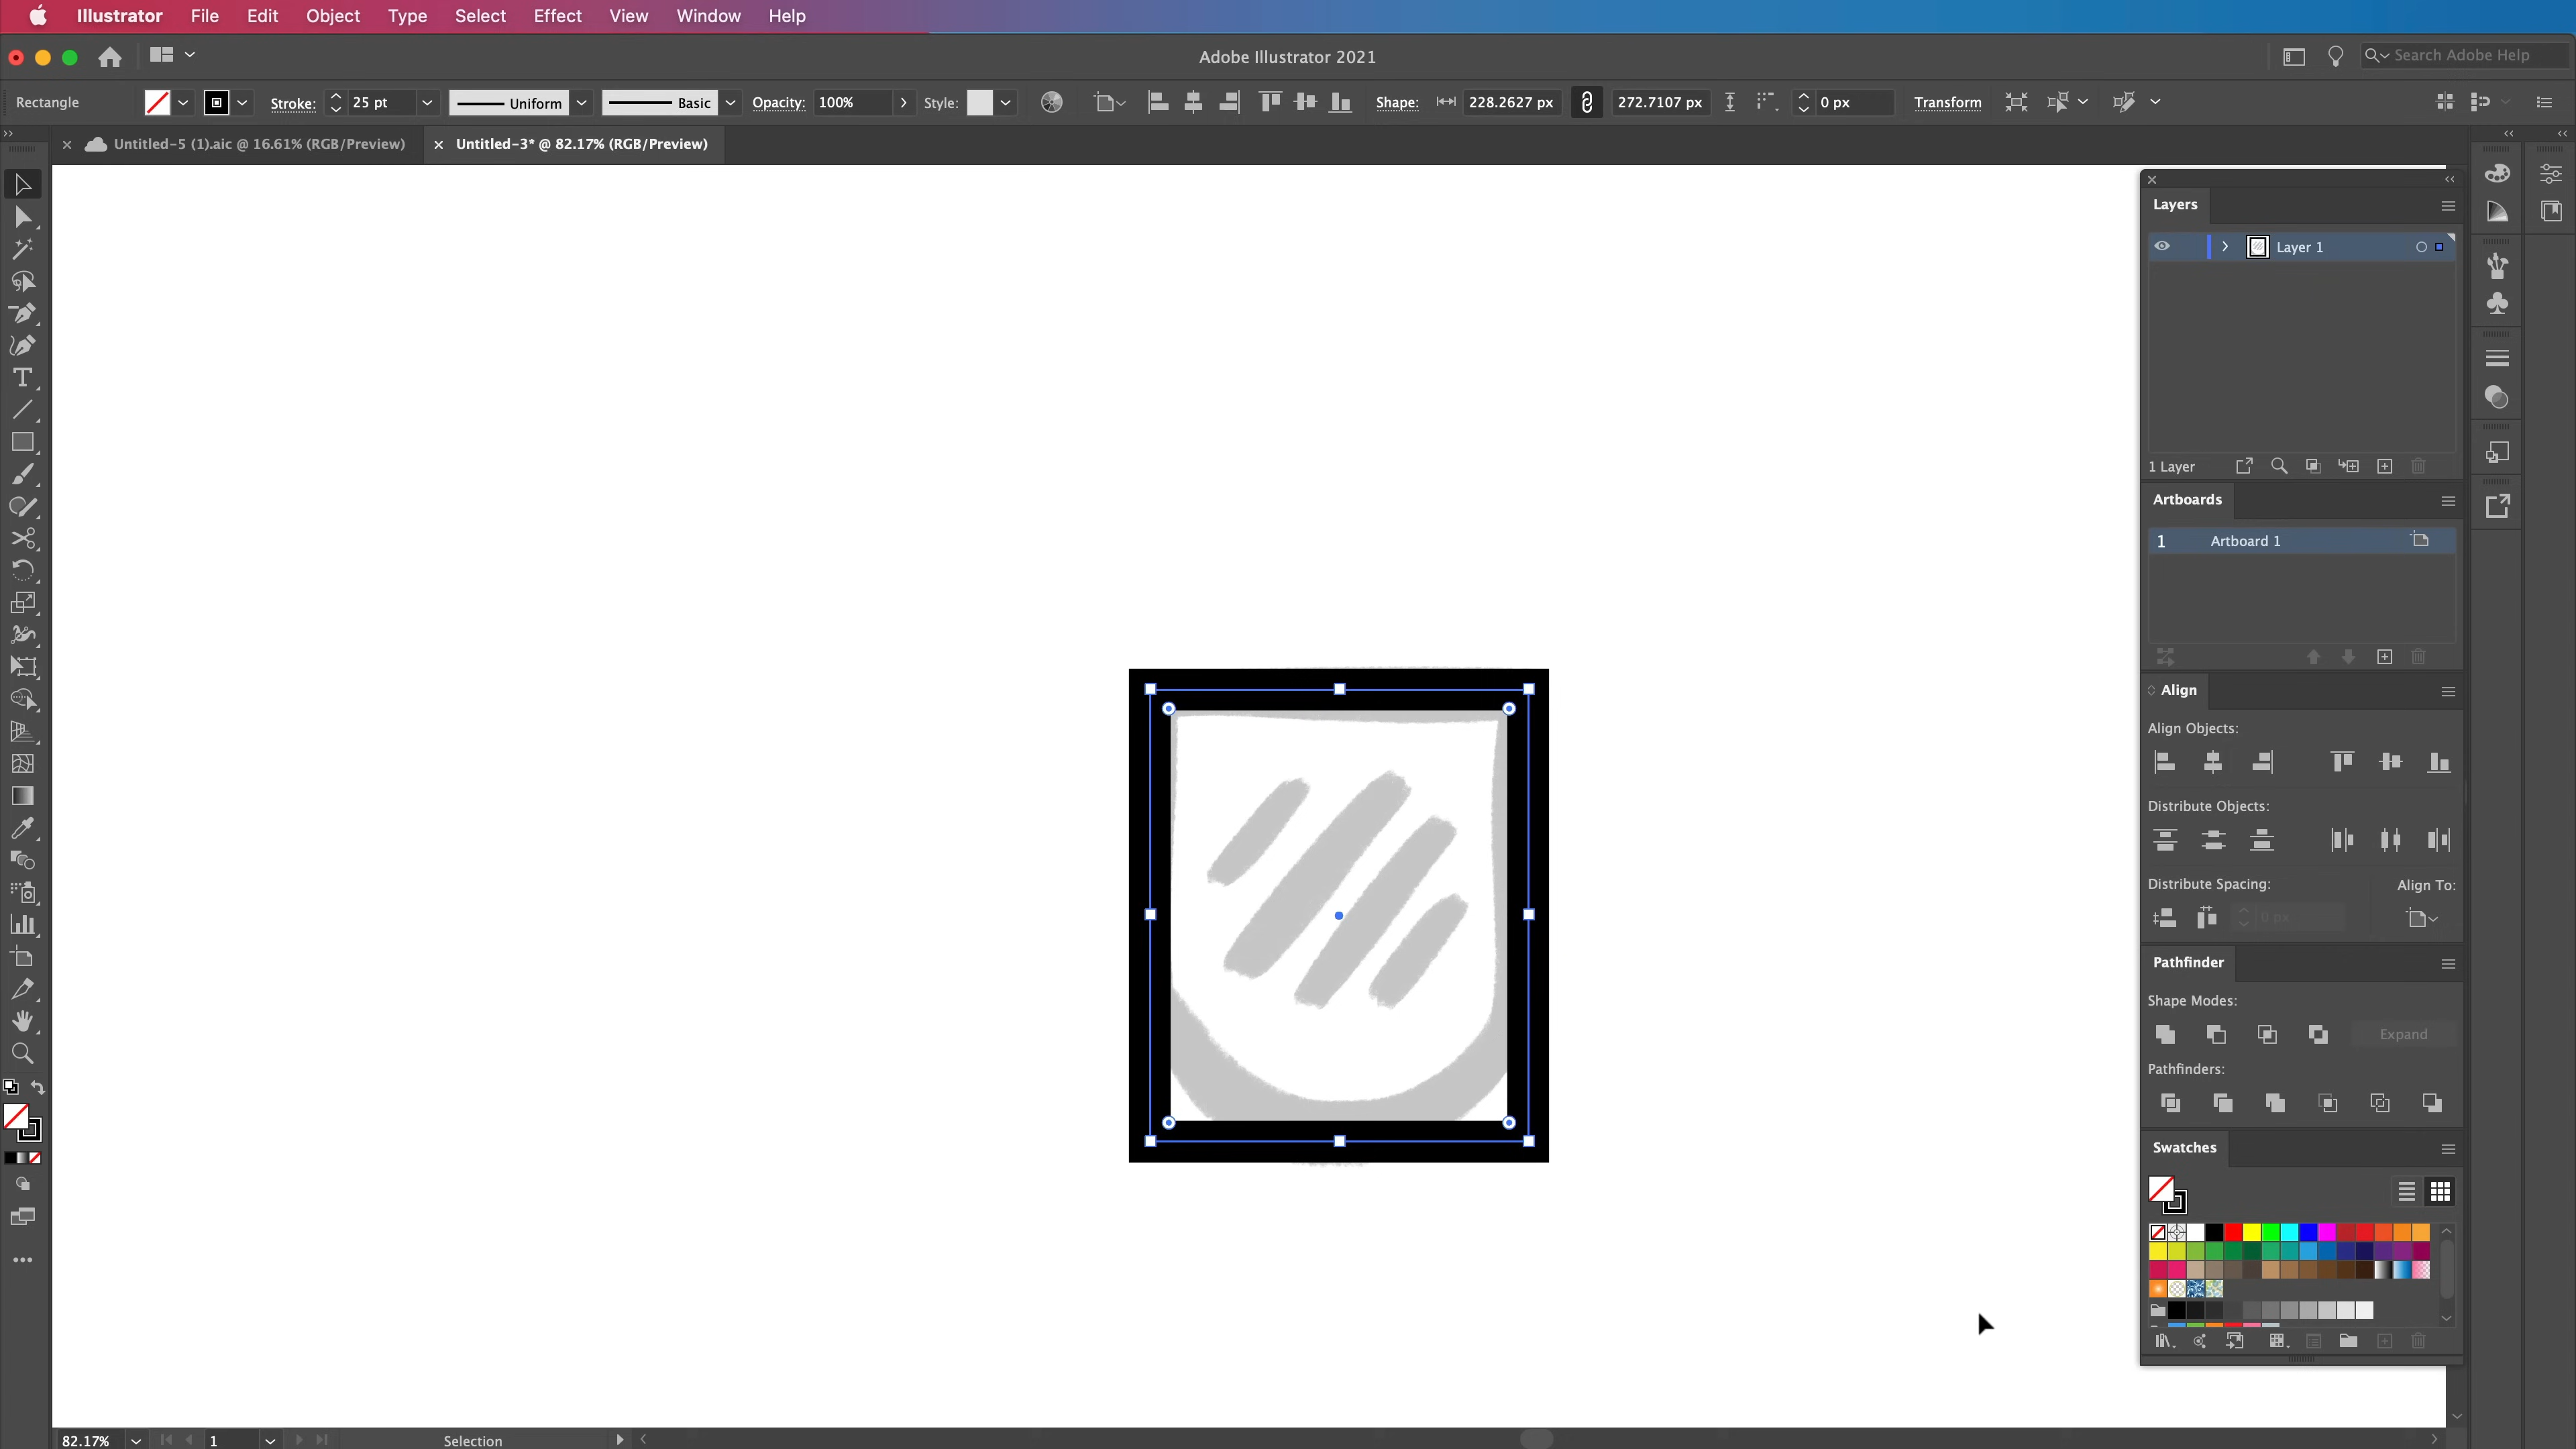 Illustrator File Edit Object Type Select Effect View Window Help
Adobe Illustrator 2021
Search Adobe Help
Rectangle Stroke: 25 pt Uniform Basic Opacity: 100% Style: Shape: 228.2627 px 272.7107 px 0 px Transform
Untitled-5 (1).aic @ 16.61% (RGB/Preview) Untitled-3* @ 82.17% (RGB/Preview)
Layers
Layer 1
1 Layer
Artboards
1 Artboard 1
Align
Align Objects:
Distribute Objects:
Distribute Spacing: Align To:
0 px
Pathfinder
Shape Modes:
Expand
Pathfinders:
Swatches
82.17% 1 Selection